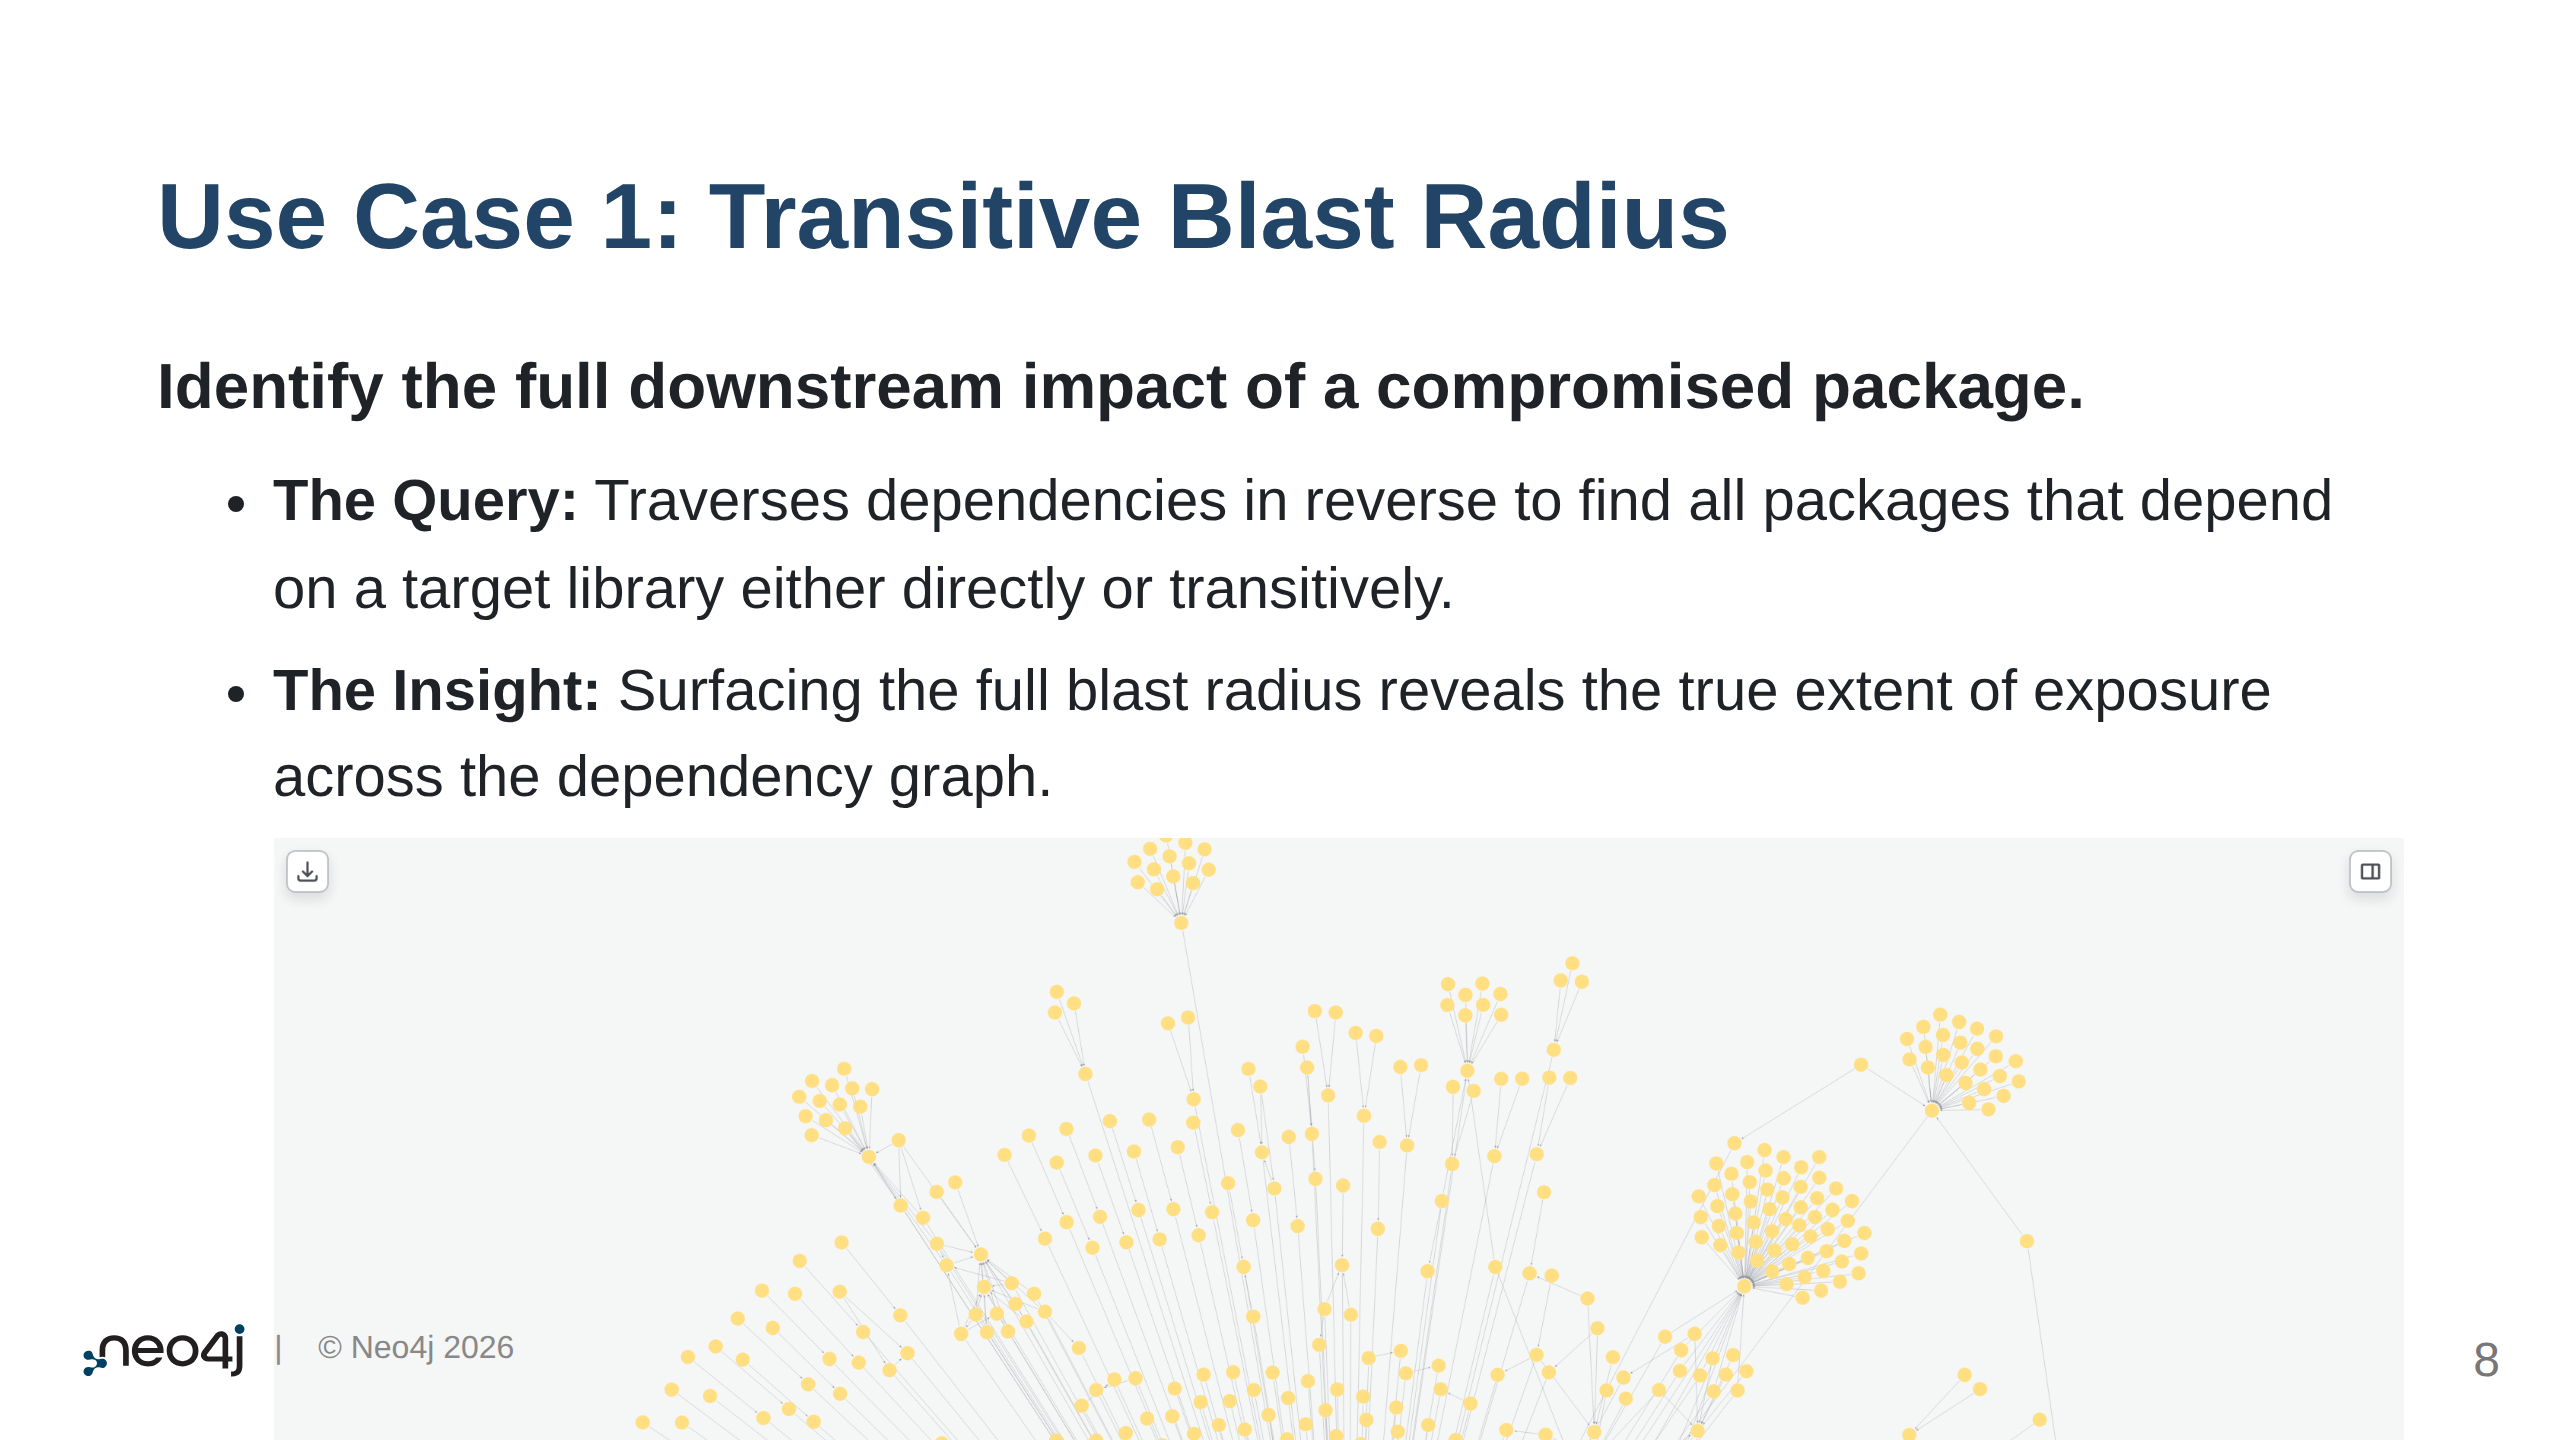 Use Case 1: Transitive Blast Radius
Identify the full downstream impact of a compromised package.
• The Query: Traverses dependencies in reverse to find all packages that depend
on a target library either directly or transitively.
• The Insight: Surfacing the full blast radius reveals the true extent of exposure
across the dependency graph.
neo4j | © Neo4j 2026
8